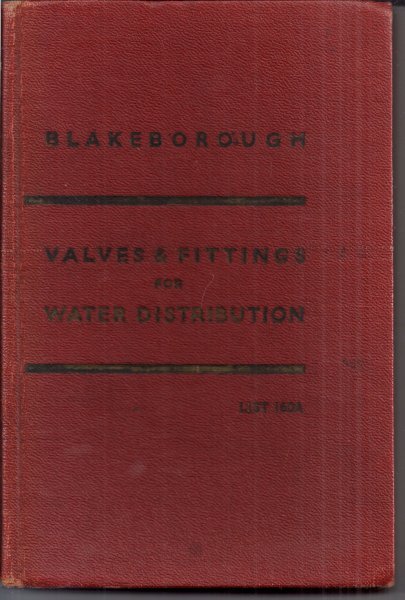 BLAKEBOROUGH
VALVES & FITTINGS
FOR
WATER DISTRIBUTION
LIST 160A